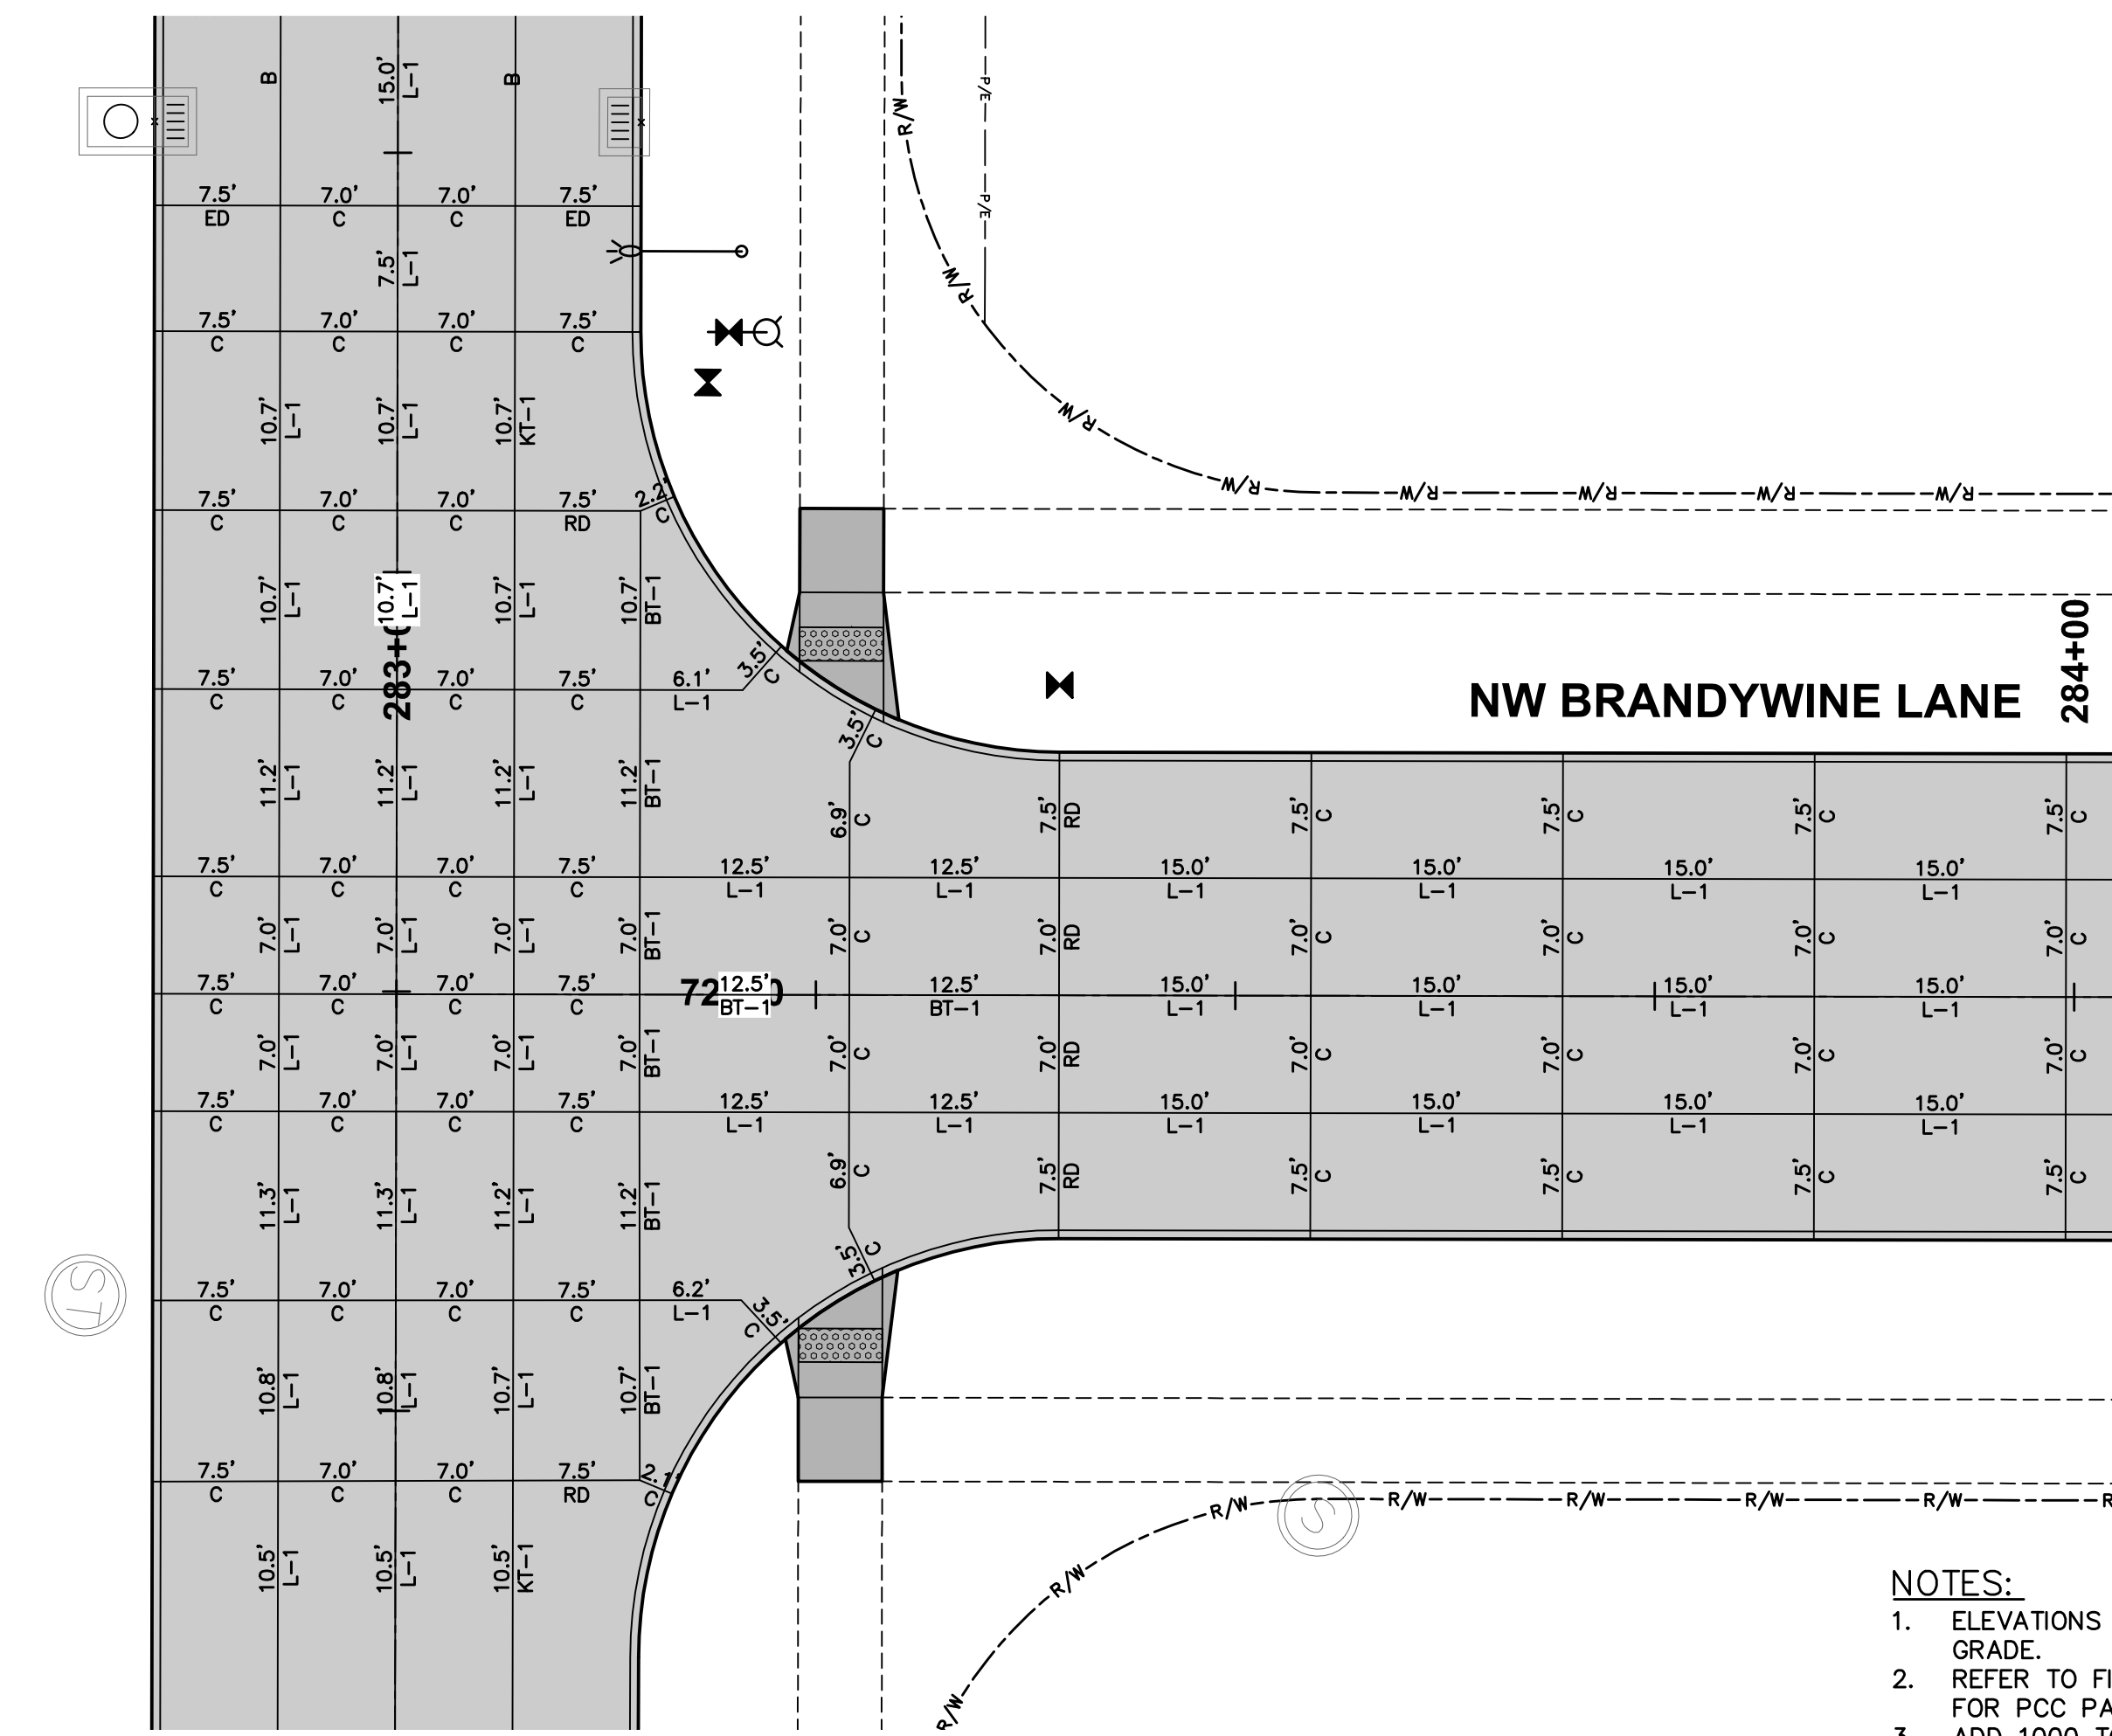 B
15.0'
L-1
B
R/W
P/E
7.5' 7.0' 7.0' 7.5'
ED C C ED
P/E
7.5'
L-1
R/W
7.5' 7.0' 7.0' 7.5'
C C C C
10.7' 10.7' 10.7'
L-1 L-1 KT-1
R/W
R/W R/W R/W R/W R/W
7.5' 7.0' 7.0' 7.5' 2.2'
C C C RD C
10.7' 10.7' 10.7' 10.7'
L-1 L-1 L-1 BT-1
284+00
7.5' 7.0' 7.0' 7.5' 6.1' 3.5'
C C C C L-1 C
NW BRANDYWINE LANE
3.5'
C
11.2' 11.2' 11.2' 11.2'
L-1 L-1 L-1 BT-1
6.9' 7.5' 7.5' 7.5' 7.5' 7.5'
C RD C C C C
7.5' 7.0' 7.0' 7.5' 12.5' 12.5' 15.0' 15.0' 15.0' 15.0'
C C C C L-1 L-1 L-1 L-1 L-1 L-1
7.0' 7.0' 7.0' 7.0' 7.0' 7.0' 7.0' 7.0' 7.0' 7.0'
L-1 L-1 L-1 BT-1 C RD C C C C
7.5' 7.0' 7.0' 7.5' 12.5' 12.5' 15.0' 15.0' 15.0' 15.0'
C C C C BT-1 BT-1 L-1 L-1 L-1 L-1
7.0' 7.0' 7.0' 7.0' 7.0' 7.0' 7.0' 7.0' 7.0' 7.0'
L-1 L-1 L-1 BT-1 C RD C C C C
7.5' 7.0' 7.0' 7.5' 12.5' 12.5' 15.0' 15.0' 15.0' 15.0'
C C C C L-1 L-1 L-1 L-1 L-1 L-1
11.3' 11.3' 11.2' 11.2' 6.9' 7.5' 7.5' 7.5' 7.5' 7.5'
L-1 L-1 L-1 BT-1 C RD C C C C
3.5'
C
ST
7.5' 7.0' 7.0' 7.5' 6.2' 3.5'
C C C C L-1 C
10.8' 10.8' 10.7' 10.7'
L-1 L-1 L-1 BT-1
7.5' 7.0' 7.0' 7.5' 2.1'
C C C RD C
R/W R/W R/W R/W R/W
S
10.5' 10.5' 10.5'
L-1 L-1 KT-1
R/W
R/W
NOTES:
1. ELEVATIONS
GRADE.
2. REFER TO
FOR PCC